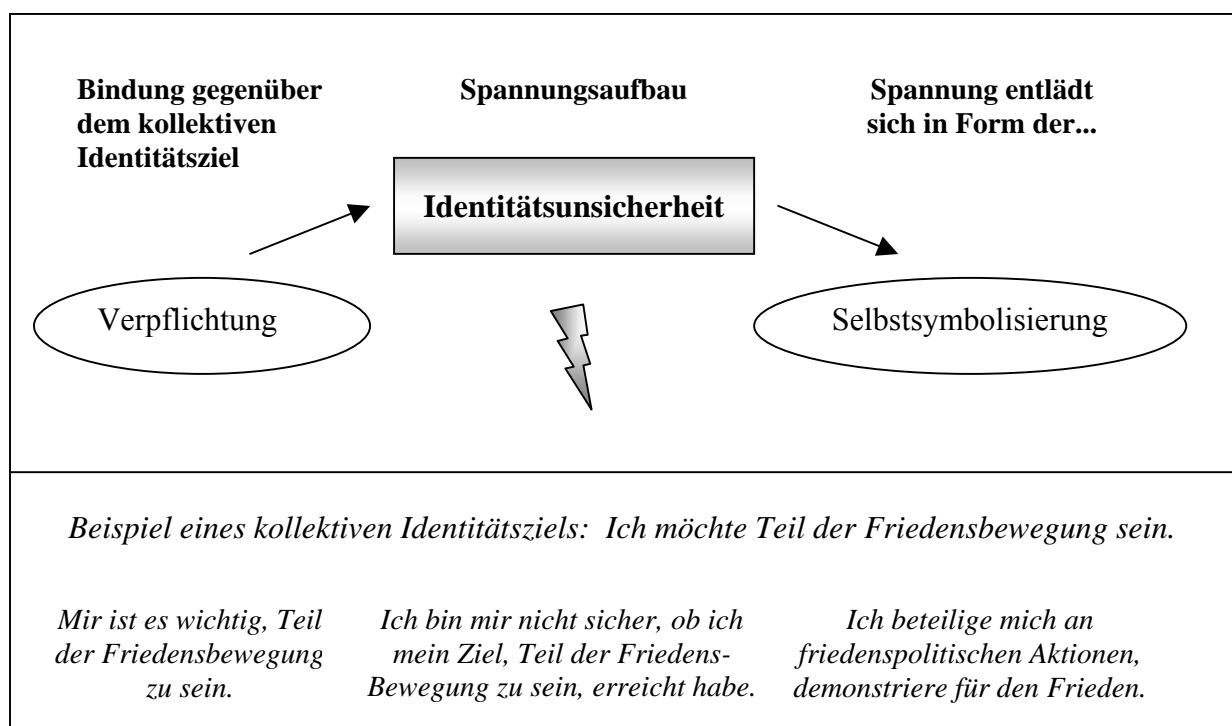 Bindung gegenüber
dem kollektiven
Identitätsziel
Spannungsaufbau
Spannung entlädt
sich in Form der...
Identitätsunsicherheit
Verpflichtung
Selbstsymbolisierung
Beispiel eines kollektiven Identitätsziels: Ich möchte Teil der Friedensbewegung sein.
Mir ist es wichtig, Teil
der Friedensbewegung
zu sein.
Ich bin mir nicht sicher, ob ich
mein Ziel, Teil der Friedens-
Bewegung zu sein, erreicht habe.
Ich beteilige mich an
friedenspolitischen Aktionen,
demonstriere für den Frieden.